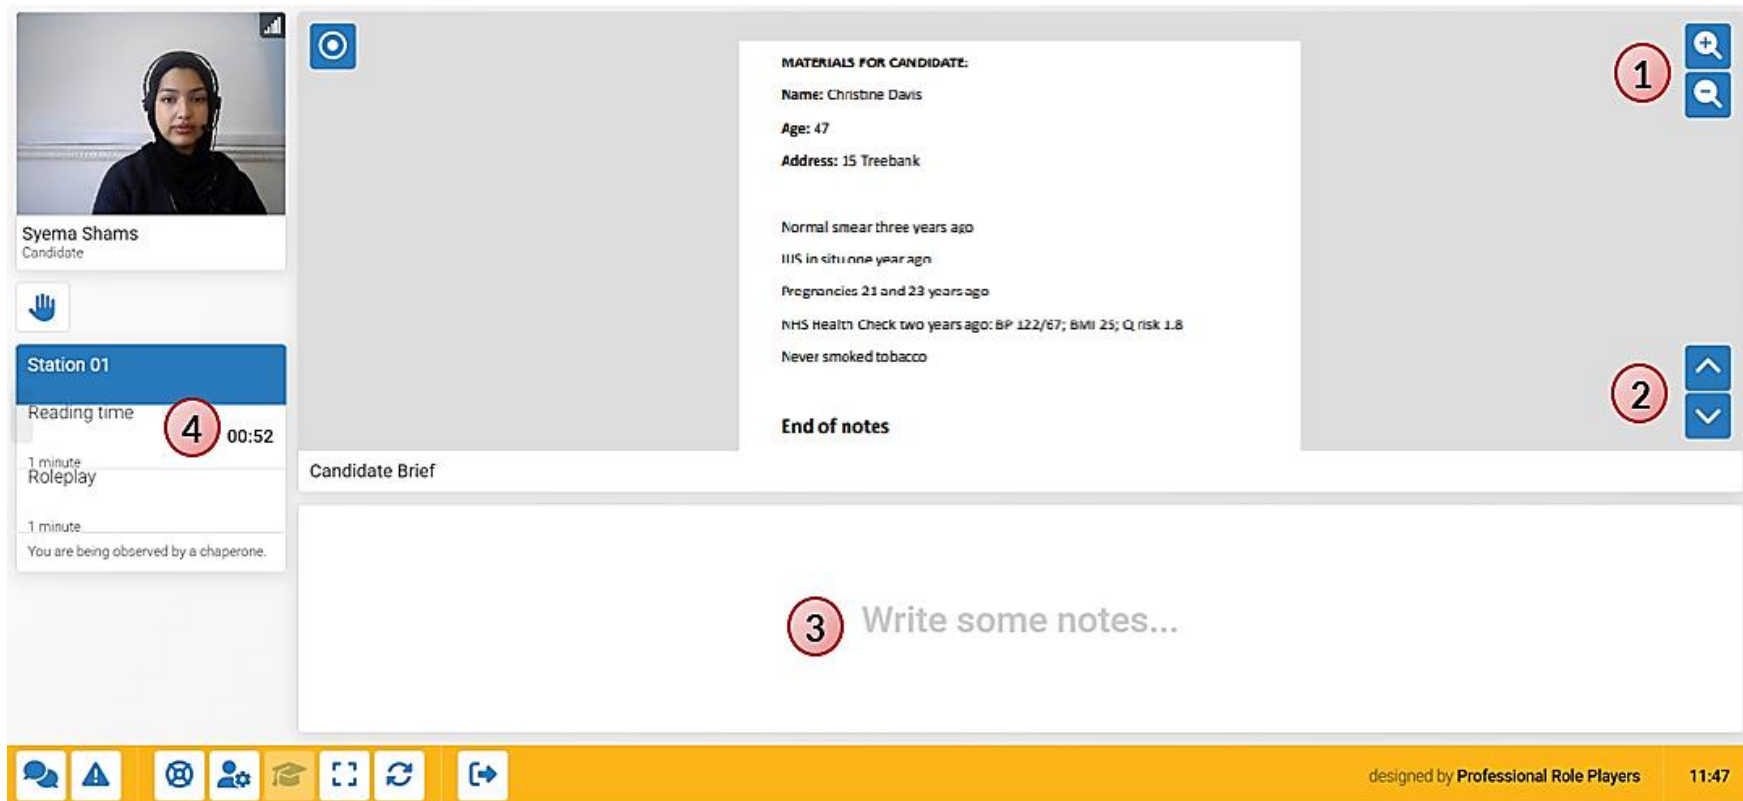 Syema Shams
Candidate
Station 01
Reading time
4
00:52
1 minute
Roleplay
1 minute
You are being observed by a chaperone.
MATERIALS FOR CANDIDATE:
Name: Christine Davis
Age: 47
Address: 15 Treebank
Normal smear three years ago
IUS in situ one year ago
Pregnancies 21 and 23 years ago
NHS Health Check two years ago: BP 122/67; BMI 25; Q risk 1.8
Never smoked tobacco
End of notes
1
2
Candidate Brief
3
Write some notes...
designed by Professional Role Players
11:47